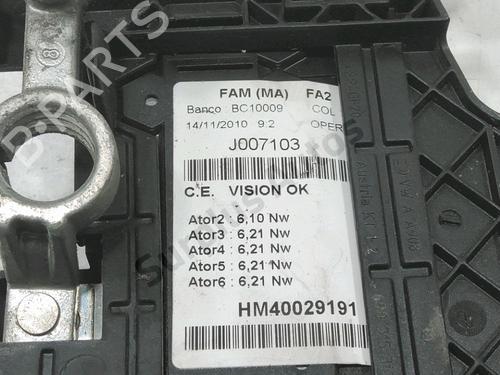 FAM (MA) FA2
Banco : BC10009 COL
14/11/2010 9:2 OPER
J007103
C.E. VISION OK
Ator2 : 6,10 Nw
Ator3 : 6,21 Nw
Ator4 : 6,21 Nw
Ator5 : 6,21 Nw
Ator6 : 6,21 Nw
HM40029191
B-PARTS